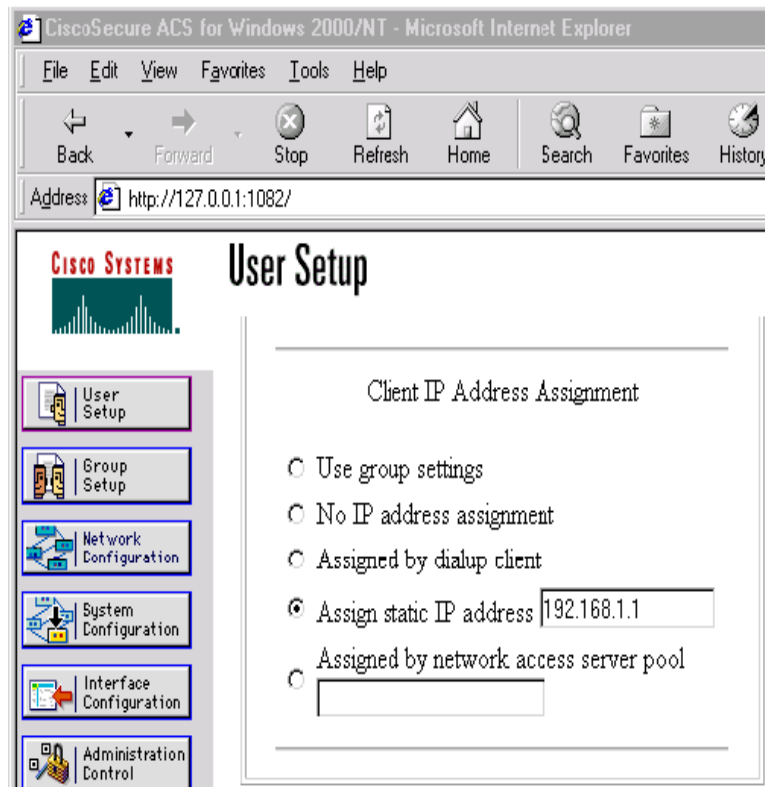 CiscoSecure ACS for Windows 2000/NT - Microsoft Internet Explorer
File Edit View Favorites Tools Help
Back Forward Stop Refresh Home Search Favorites History
Address http://127.0.0.1:1082/
CISCO SYSTEMS
User Setup
User
Setup
Group
Setup
Network
Configuration
System
Configuration
Interface
Configuration
Administration
Control
Client IP Address Assignment
Use group settings
No IP address assignment
Assigned by dialup client
Assign static IP address 192.168.1.1
Assigned by network access server pool